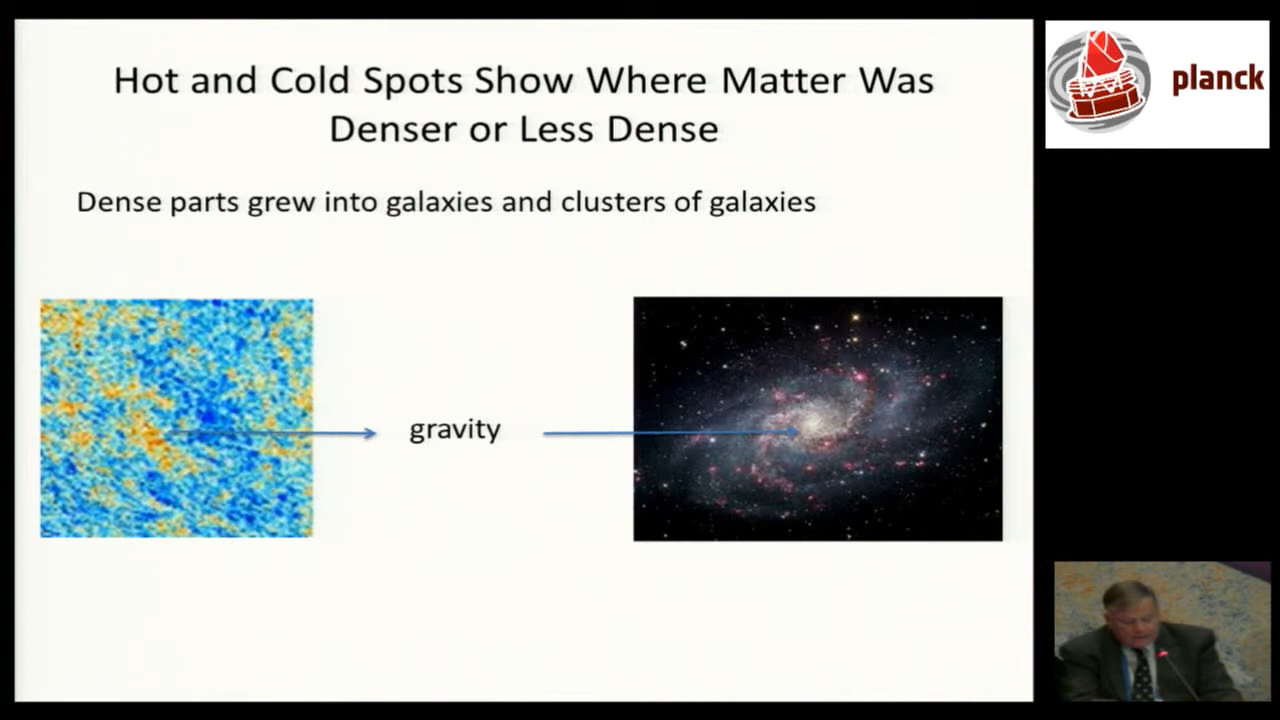 Hot and Cold Spots Show Where Matter Was
Denser or Less Dense
Dense parts grew into galaxies and clusters of galaxies
gravity
planck